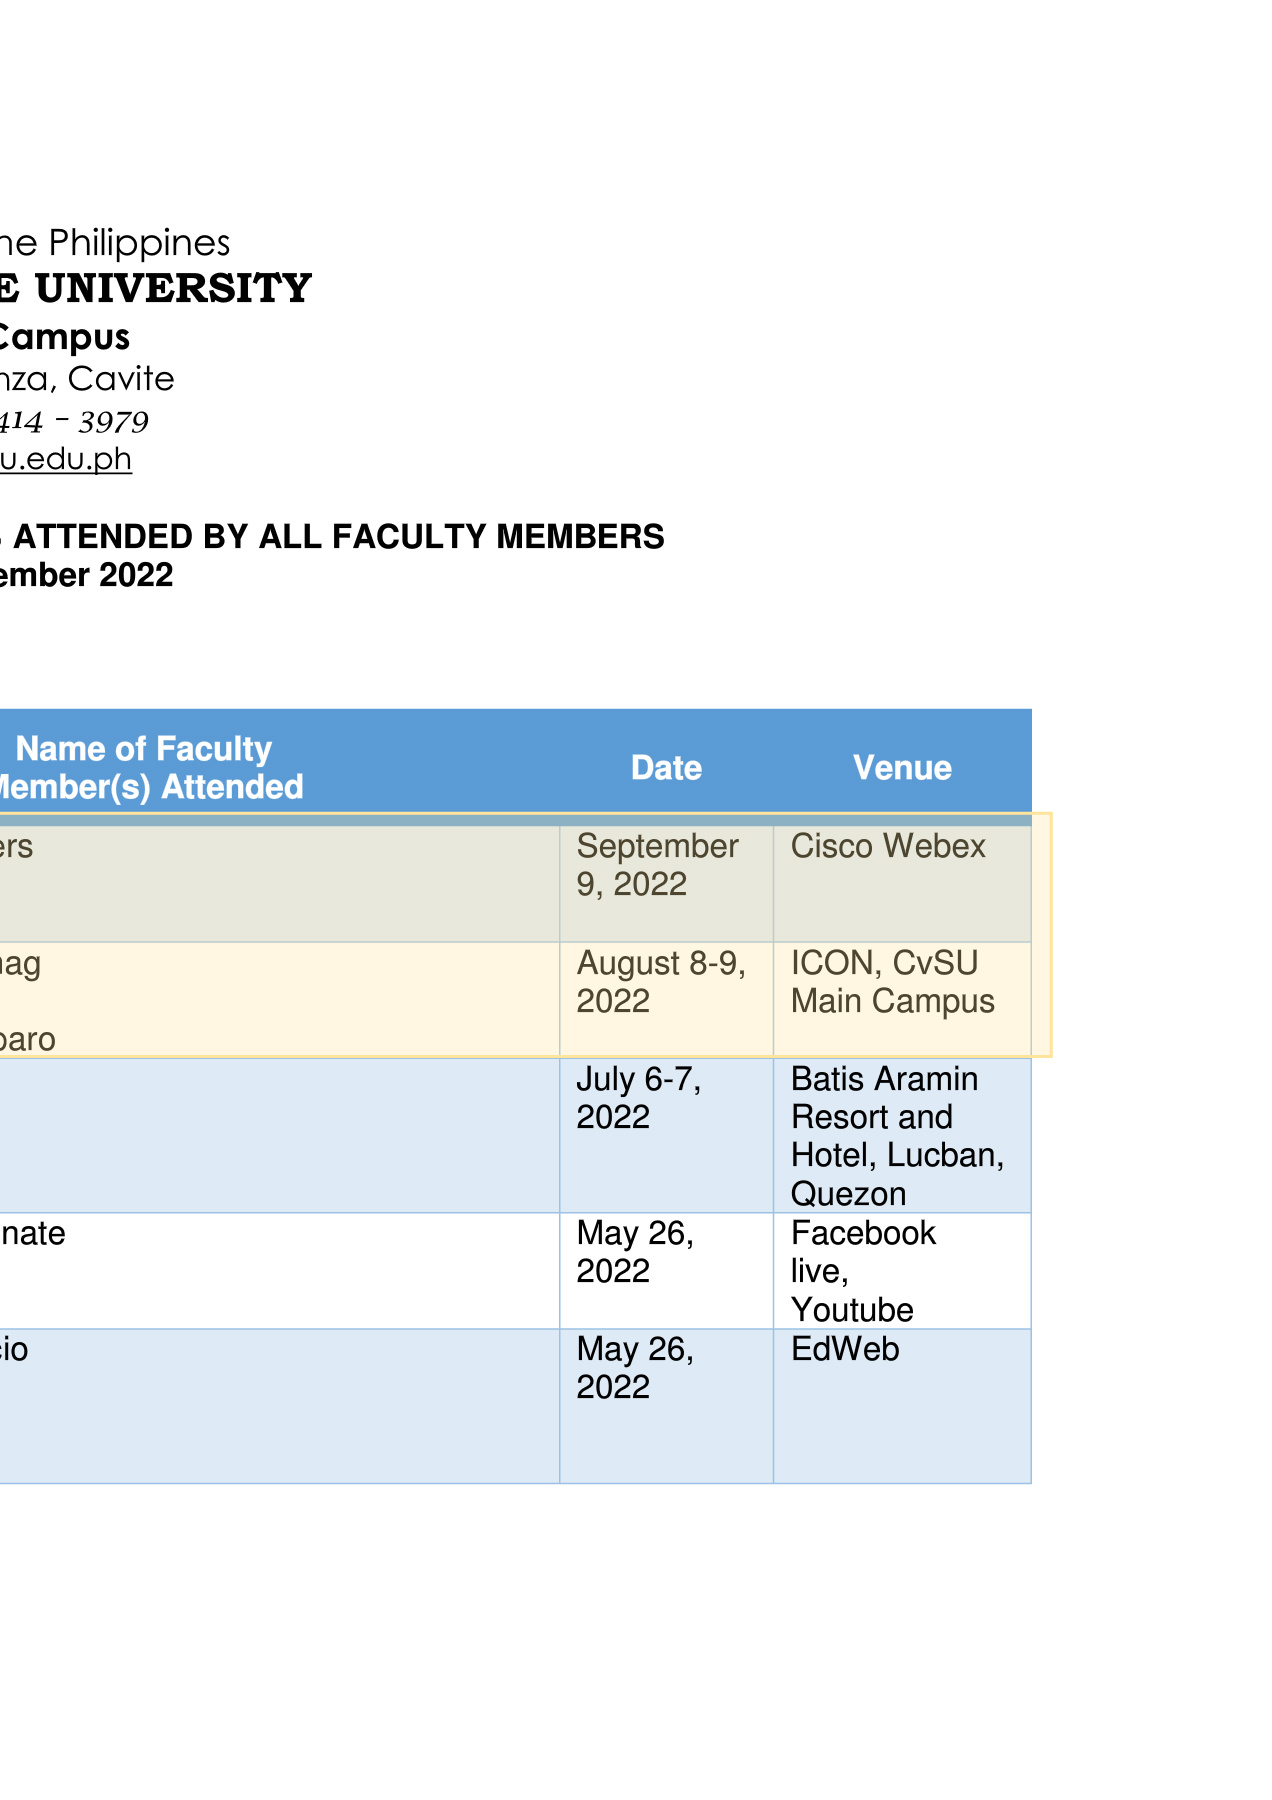 he Philippines
E UNIVERSITY
Campus
nza, Cavite
414 – 3979
u.edu.ph
ATTENDED BY ALL FACULTY MEMBERS
ember 2022
Name of Faculty
Member(s) Attended
Date
Venue
ers
September
9, 2022
Cisco Webex
nag
paro
August 8-9,
2022
ICON, CvSU
Main Campus
July 6-7,
2022
Batis Aramin
Resort and
Hotel, Lucban,
Quezon
nate
May 26,
2022
Facebook
live,
Youtube
cio
May 26,
2022
EdWeb